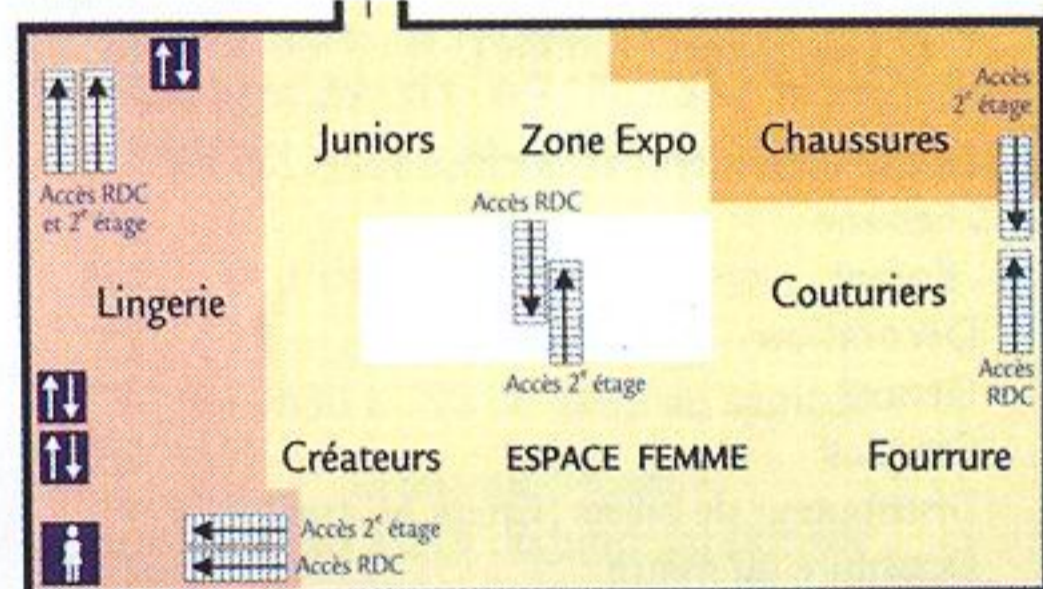 Accès
2e étage
Juniors
Zone Expo
Chaussures
Accès RDC
et 2e étage
Accès RDC
Lingerie
Couturiers
Accès 2e étage
Accès
RDC
Créateurs
ESPACE FEMME
Fourrure
Accès 2e étage
Accès RDC